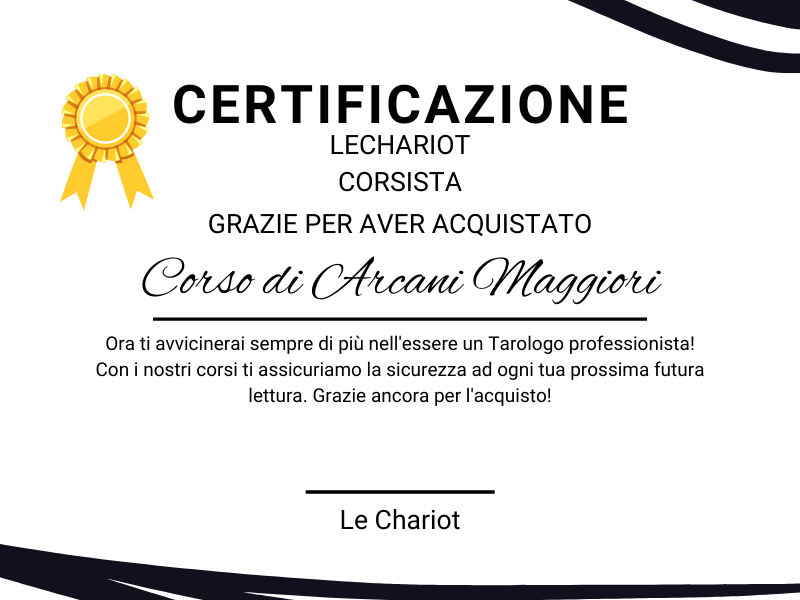 CERTIFICAZIONE
LECHARIOT
CORSISTA
GRAZIE PER AVER ACQUISTATO
Corso di Arcani Maggiori
Ora ti avvicinerai sempre di più nell'essere un Tarologo professionista!
Con i nostri corsi ti assicuriamo la sicurezza ad ogni tua prossima futura
lettura. Grazie ancora per l'acquisto!
Le Chariot